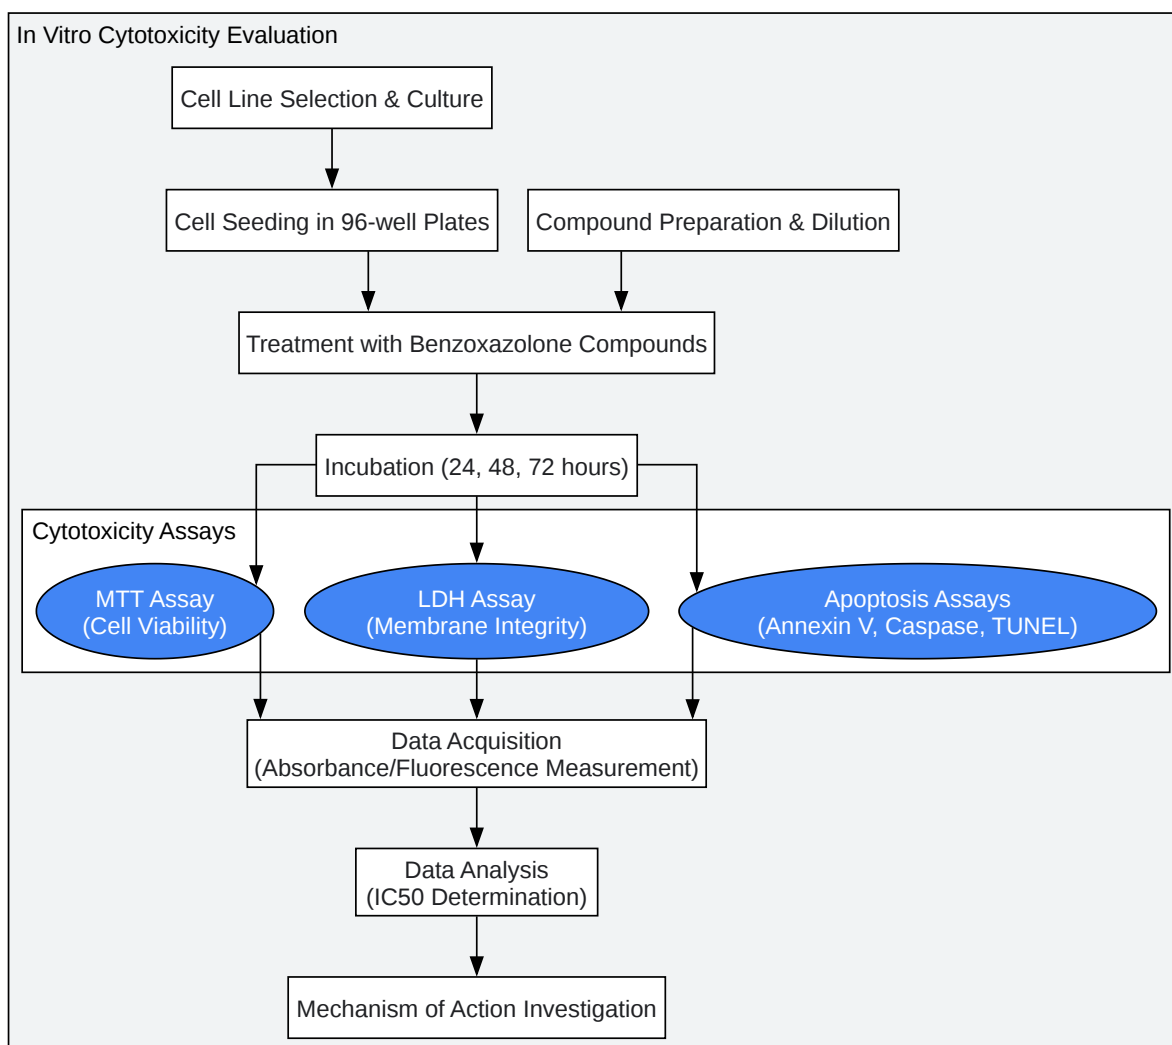 In Vitro Cytotoxicity Evaluation
Cell Line Selection & Culture
Cell Seeding in 96-well Plates
Compound Preparation & Dilution
Treatment with Benzoxazolone Compounds
Incubation (24, 48, 72 hours)
Cytotoxicity Assays
MTT Assay
(Cell Viability)
LDH Assay
(Membrane Integrity)
Apoptosis Assays
(Annexin V, Caspase, TUNEL)
Data Acquisition
(Absorbance/Fluorescence Measurement)
Data Analysis
(IC50 Determination)
Mechanism of Action Investigation